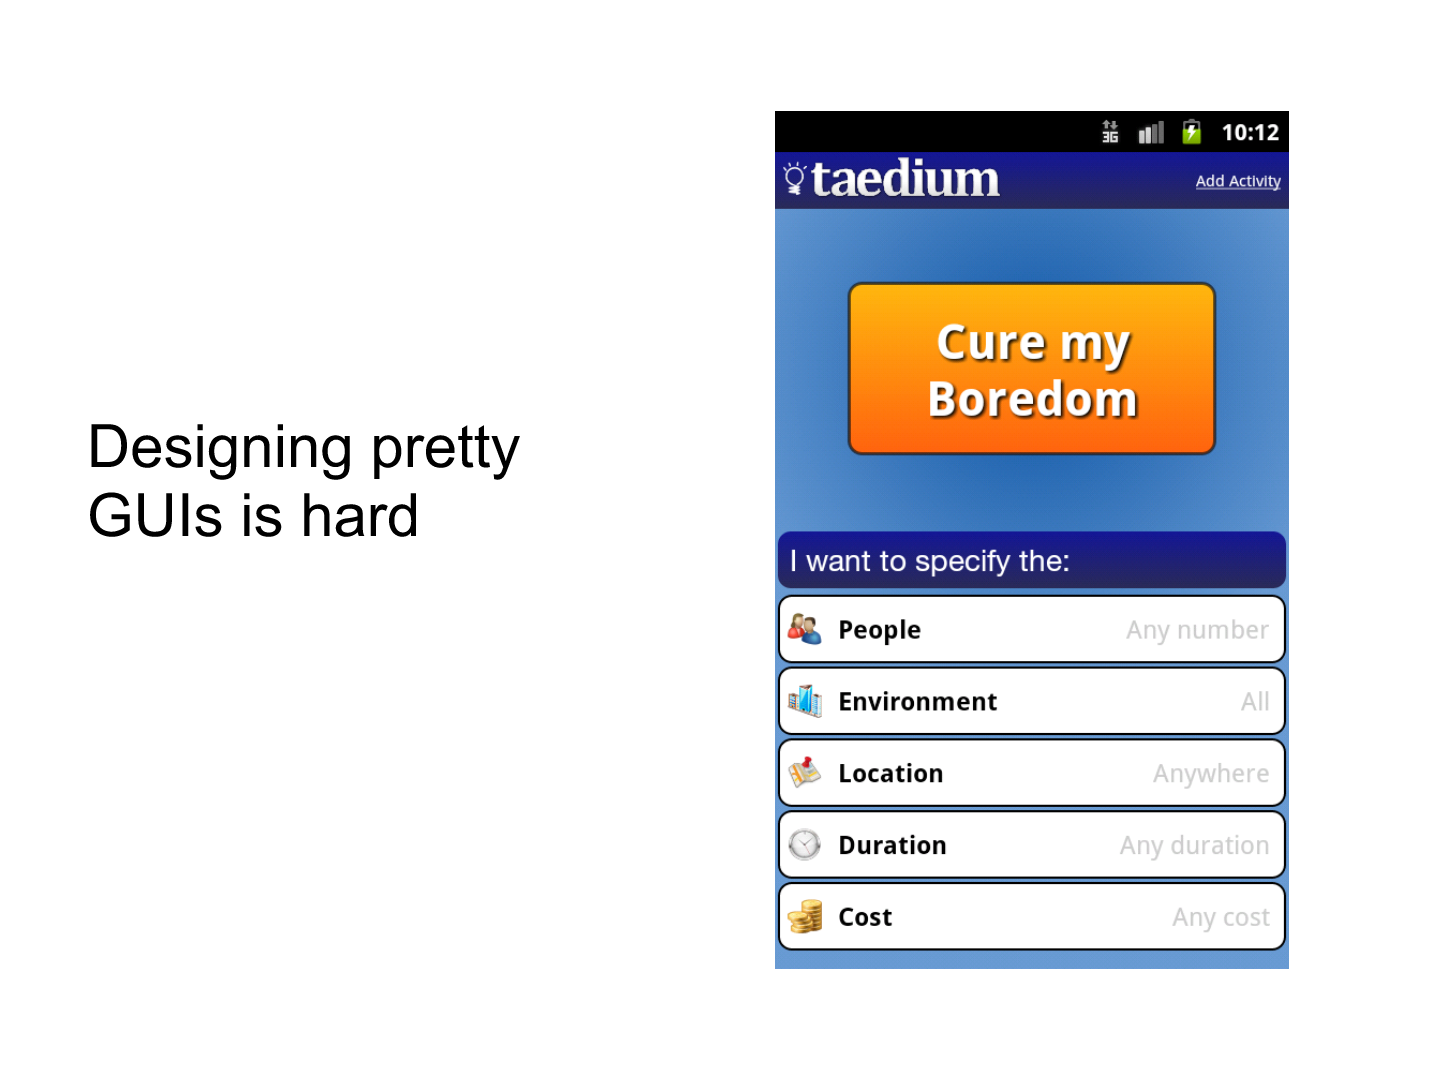 Designing pretty
GUIs is hard
3G 10:12
taedium
Add Activity
Cure my
Boredom
I want to specify the:
People Any number
Environment All
Location Anywhere
Duration Any duration
Cost Any cost